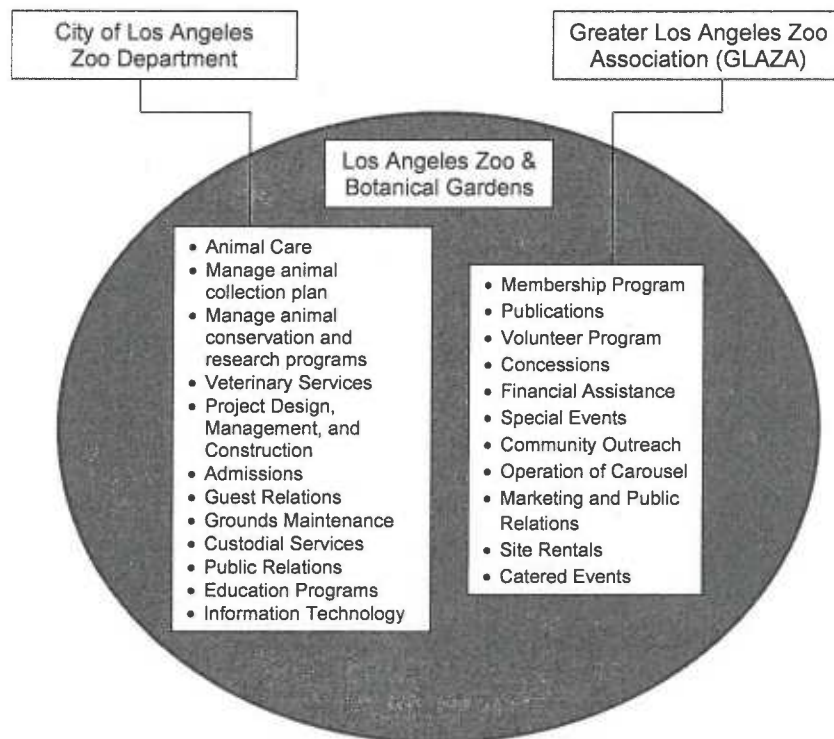 City of Los Angeles
Zoo Department
Greater Los Angeles Zoo
Association (GLAZA)
Los Angeles Zoo &
Botanical Gardens
• Animal Care
• Manage animal
collection plan
• Manage animal
conservation and
research programs
• Veterinary Services
• Project Design,
Management, and
Construction
• Admissions
• Guest Relations
• Grounds Maintenance
• Custodial Services
• Public Relations
• Education Programs
• Information Technology
• Membership Program
• Publications
• Volunteer Program
• Concessions
• Financial Assistance
• Special Events
• Community Outreach
• Operation of Carousel
• Marketing and Public
Relations
• Site Rentals
• Catered Events